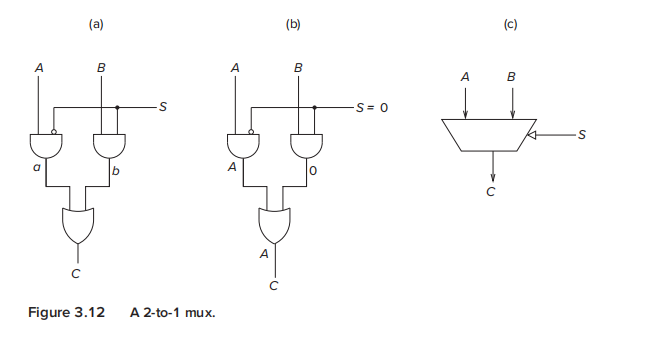 (a) (b) (c)
A B A B A B
S S = 0 S
a b A 0
C A C C
Figure 3.12 A 2-to-1 mux.